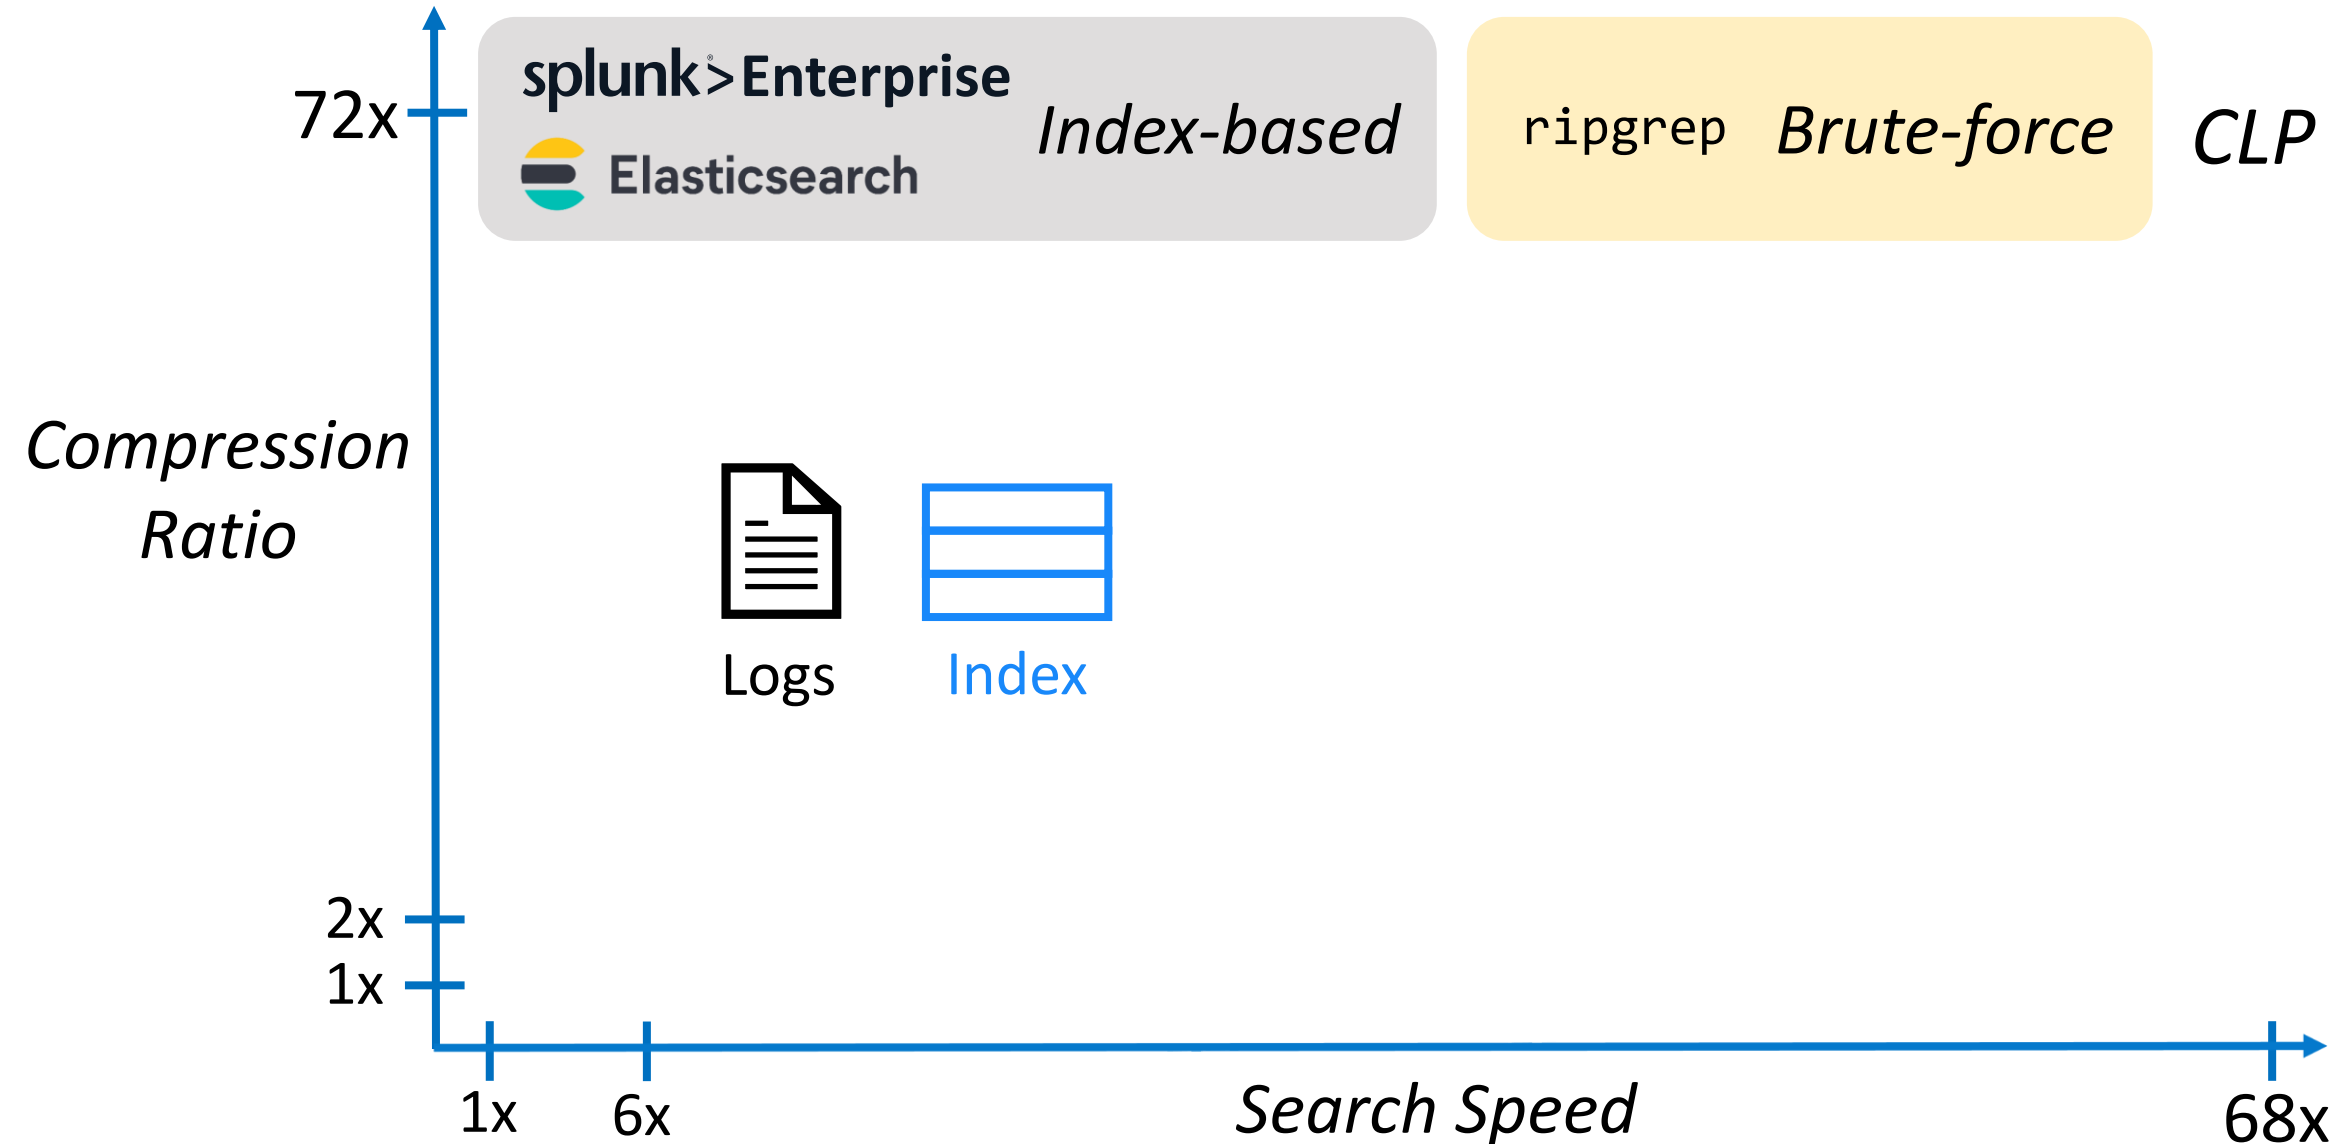 splunk>® Enterprise
Elasticsearch
Index-based
ripgrep Brute-force
CLP
72x
Compression
Ratio
Logs
Index
2x
1x
1x
6x
Search Speed
68x